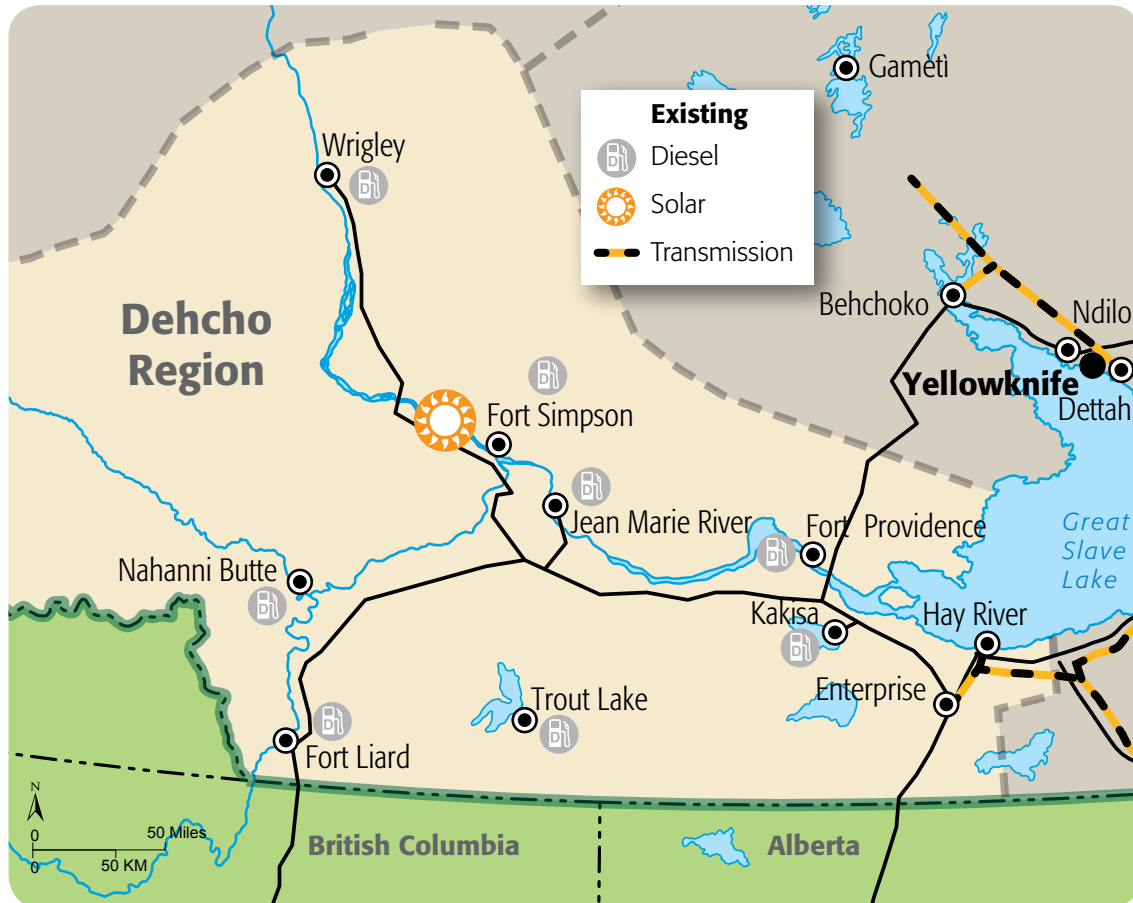 Gamètì
Existing
Diesel
Solar
Transmission
Wrigley
D
Behchoko
Ndilo
Dehcho
Region
D
Yellowknife
Dettah
Fort Simpson
D
Jean Marie River
Fort Providence
D
Great
Slave
Lake
Nahanni Butte
D
Kakisa
D
Hay River
Enterprise
Trout Lake
D
Fort Liard
D
N
0
50 Miles
0
50 KM
British Columbia
Alberta
D